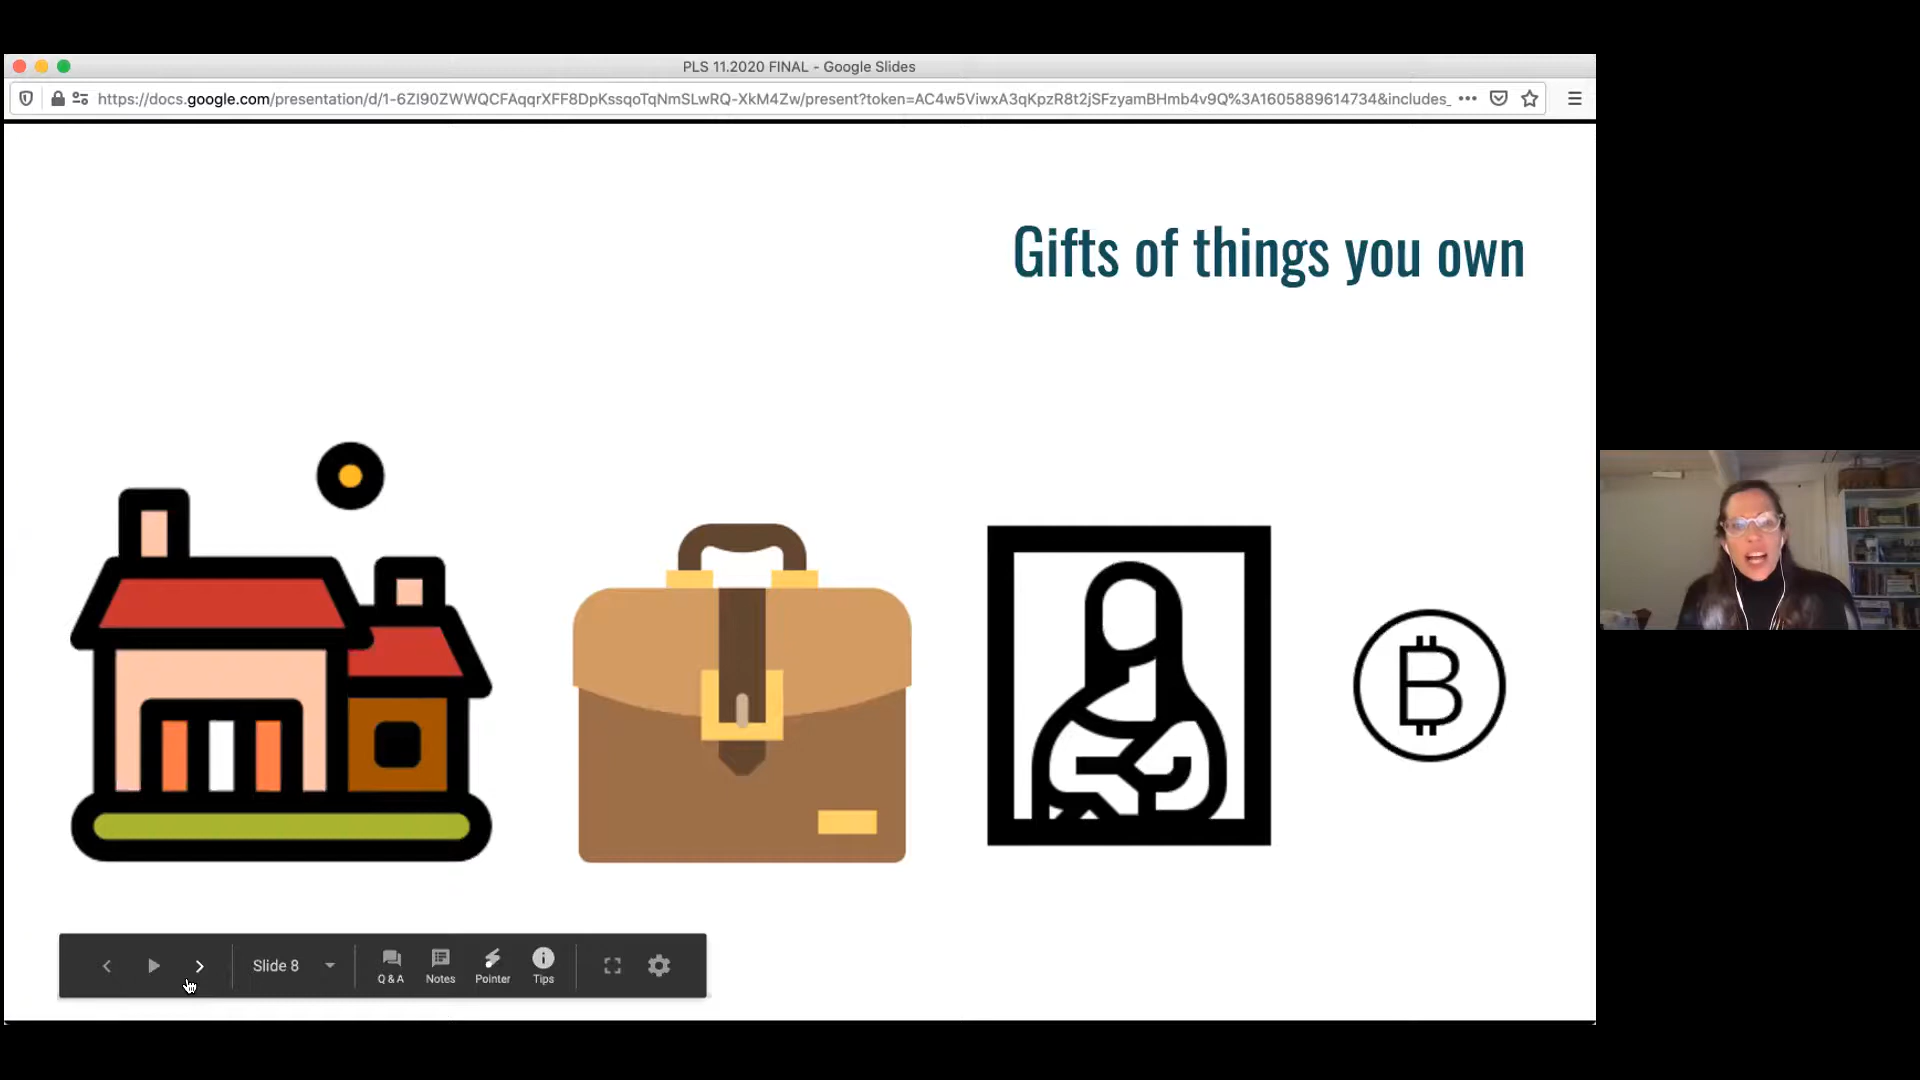 PLS 11.2020 FINAL - Google Slides
https://docs.google.com/presentation/d/1-6ZI90ZWWQCFAqqrXFF8DpKssqoTqNmSLwRQ-XkM4Zw/present?token=AC4w5ViwxA3qKpzR8t2jSFzyamBHmb4v9Q%3A1605889614734&includes_
Gifts of things you own
Slide 8
Q & A Notes Pointer Tips